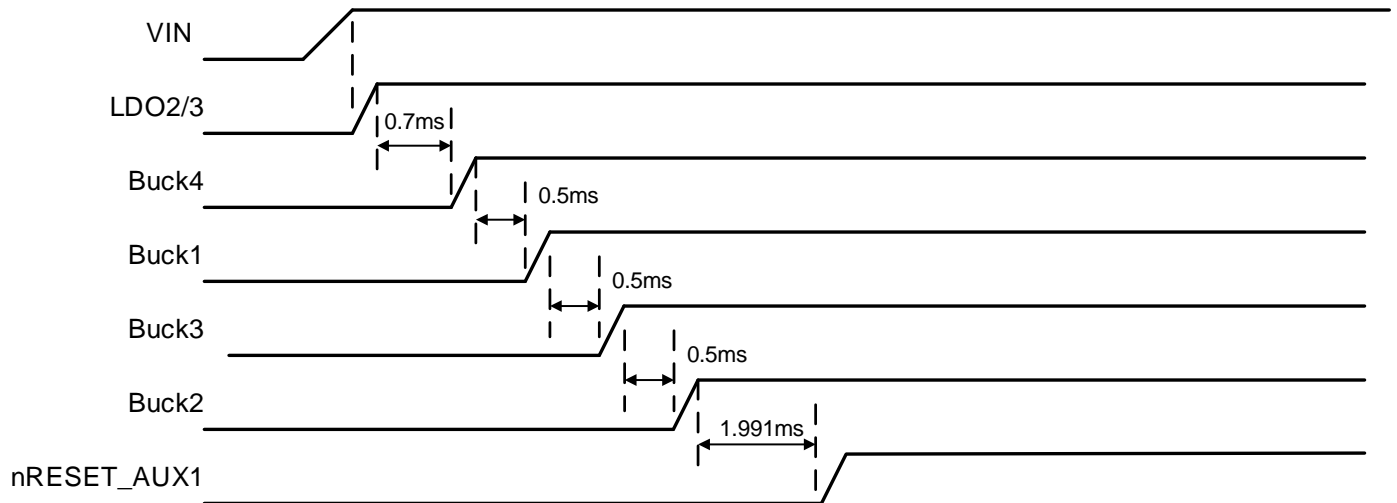 VIN
LDO2/3
0.7ms
Buck4
0.5ms
Buck1
0.5ms
Buck3
0.5ms
Buck2
1.991ms
nRESET_AUX1